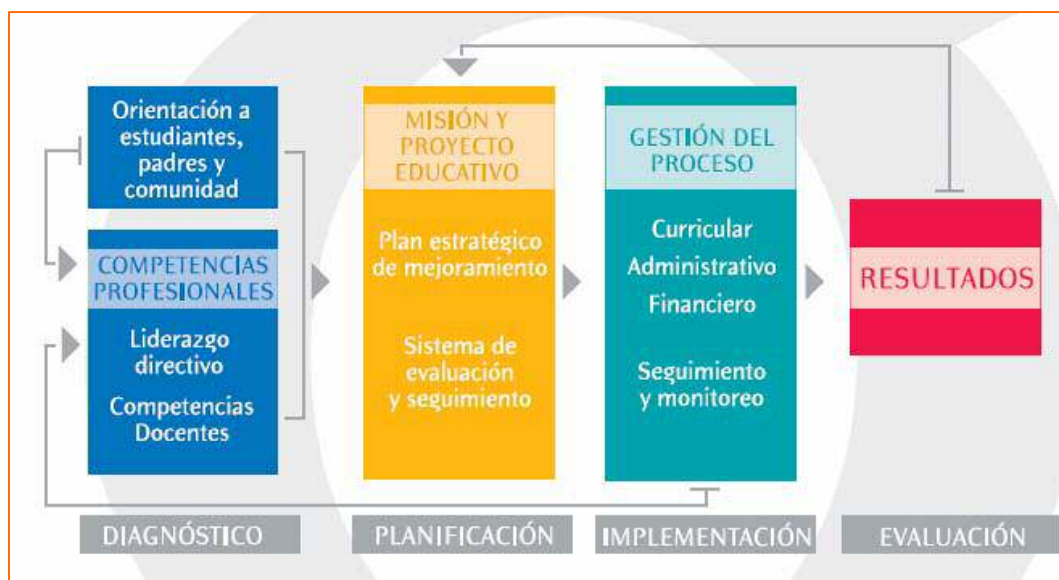 Orientación a
estudiantes,
padres y
comunidad
COMPETENCIAS
PROFESIONALES
Liderazgo
directivo
Competencias
Docentes
MISIÓN Y
PROYECTO
EDUCATIVO
Plan estratégico
de mejoramiento
Sistema de
evaluación
y seguimiento
GESTIÓN DEL
PROCESO
Curricular
Administrativo
Financiero
Seguimiento
y monitoreo
RESULTADOS
DIAGNÓSTICO
PLANIFICACIÓN
IMPLEMENTACIÓN
EVALUACIÓN